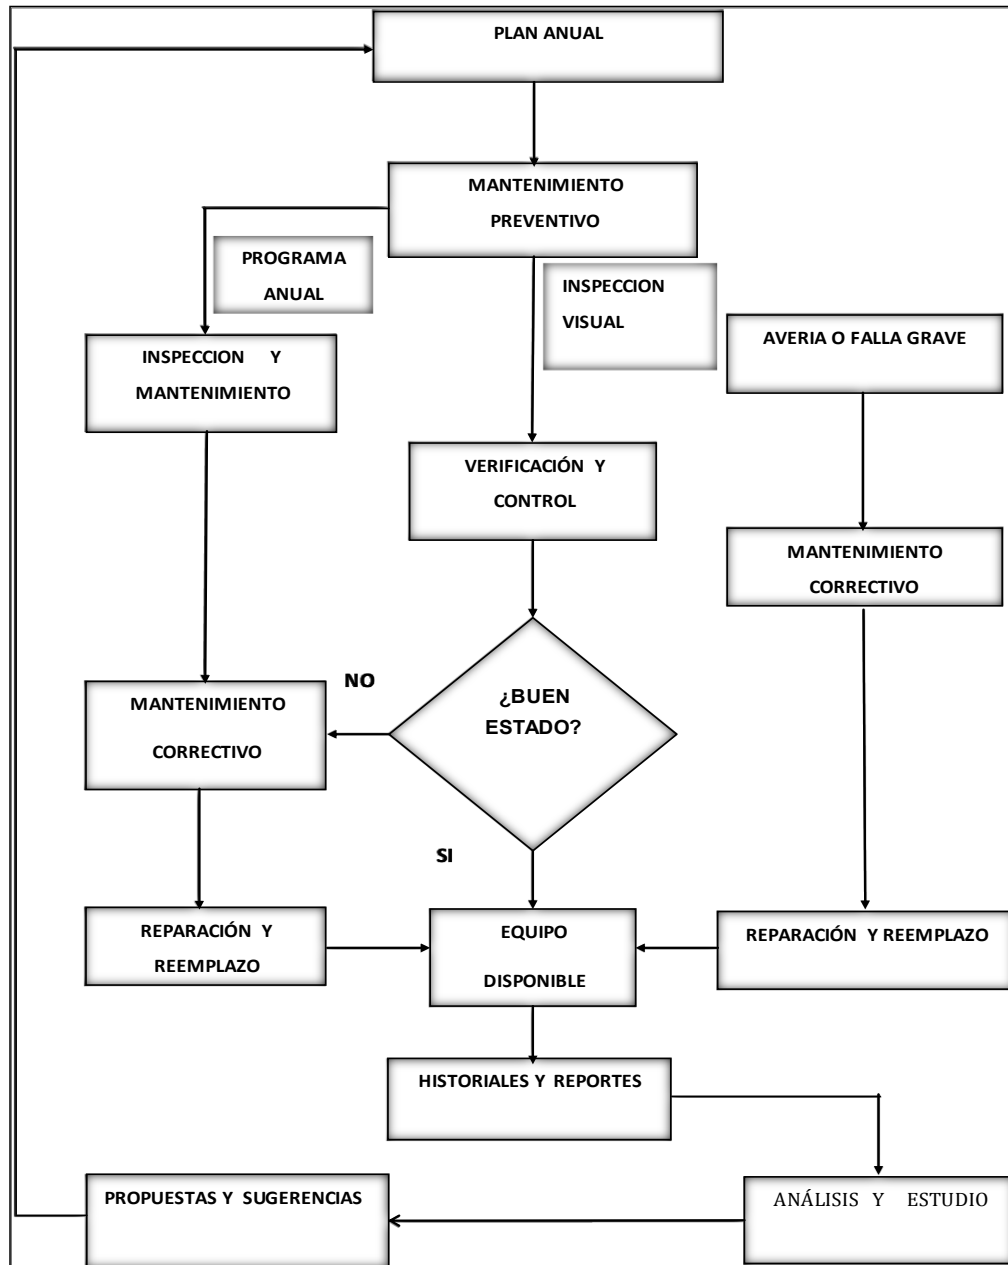 PLAN ANUAL
MANTENIMIENTO
PREVENTIVO
PROGRAMA
ANUAL
INSPECCION
VISUAL
INSPECCION Y
MANTENIMIENTO
AVERIA O FALLA GRAVE
VERIFICACIÓN Y
CONTROL
MANTENIMIENTO
CORRECTIVO
¿BUEN
ESTADO?
NO
MANTENIMIENTO
CORRECTIVO
SI
REPARACIÓN Y
REEMPLAZO
EQUIPO
DISPONIBLE
REPARACIÓN Y REEMPLAZO
HISTORIALES Y REPORTES
PROPUESTAS Y SUGERENCIAS
ANÁLISIS Y ESTUDIO